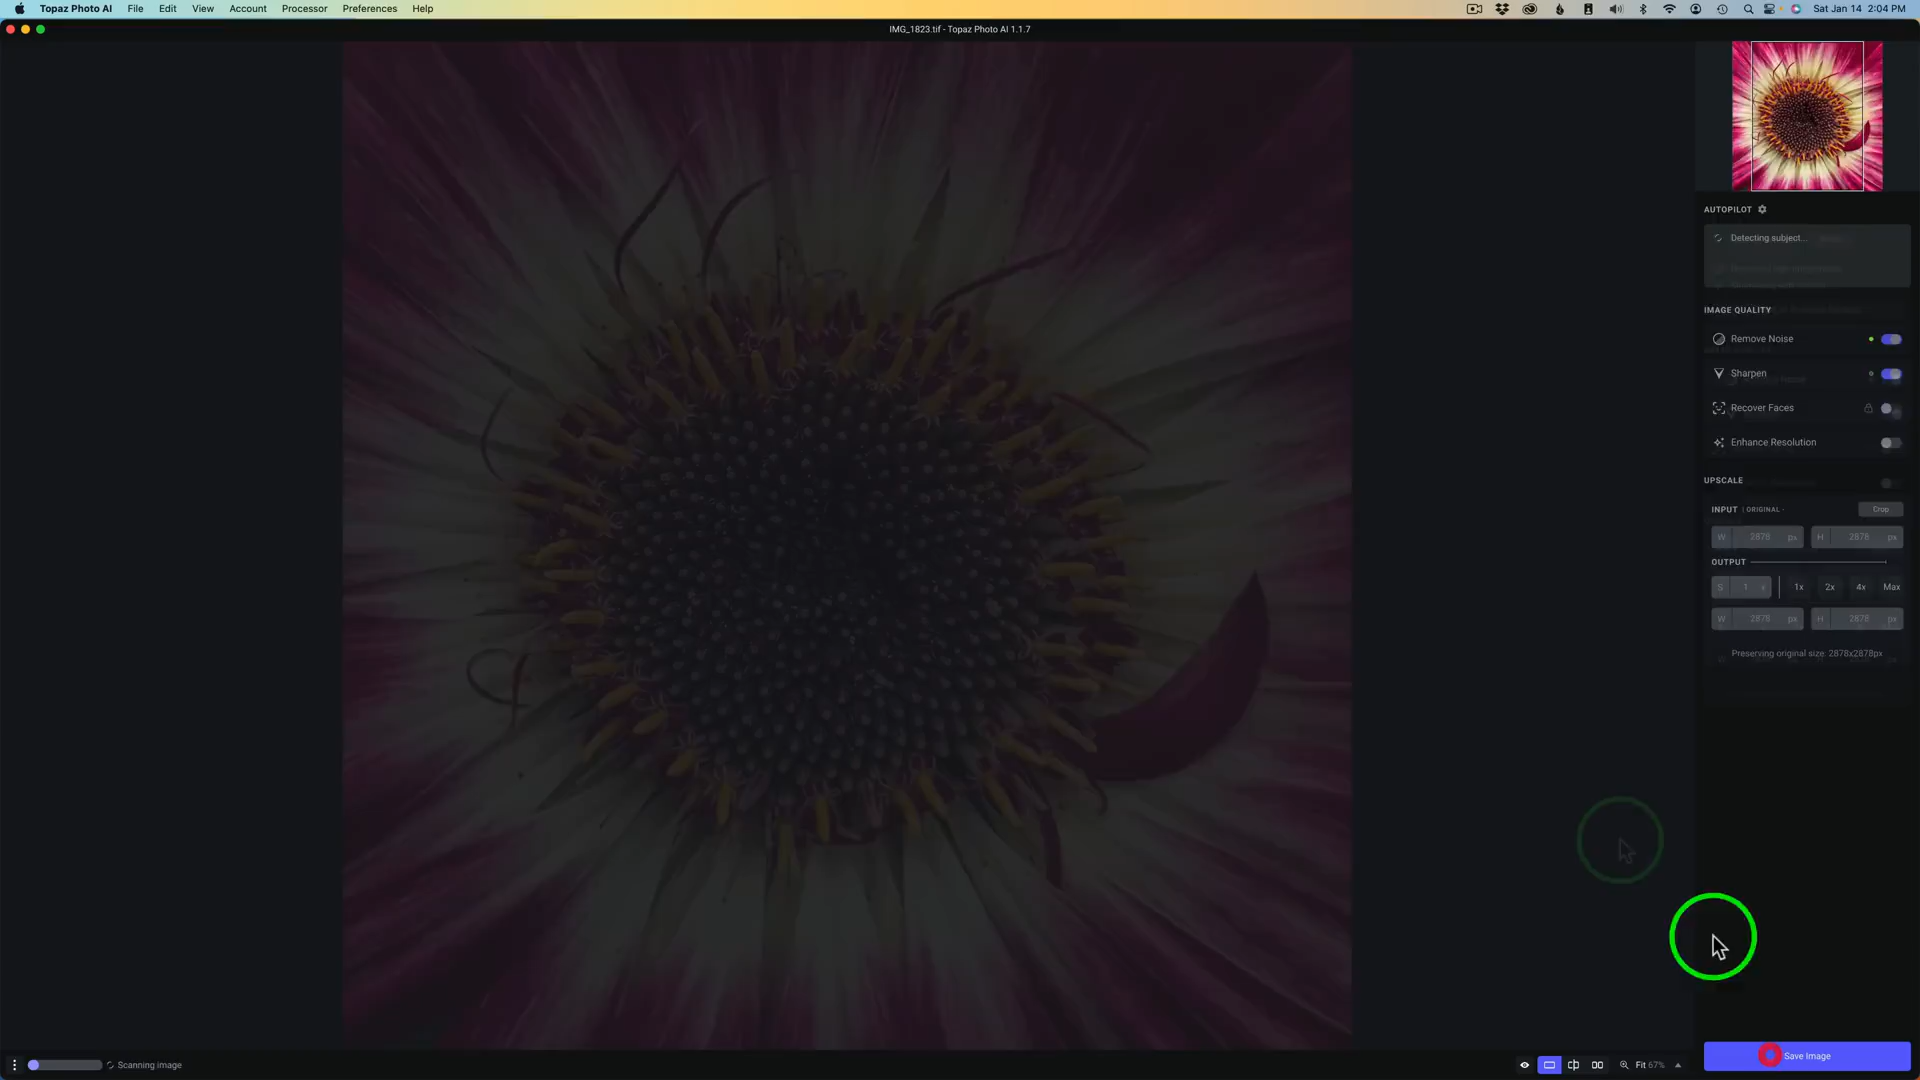 Topaz Photo AI File Edit View Account Processor Preferences Help
Sat Jan 14 2:04 PM
IMG_1823.tif - Topaz Photo AI 1.1.7
AUTOPILOT
Detecting subject...
IMAGE QUALITY
Remove Noise
Sharpen
Recover Faces
Enhance Resolution
UPSCALE
INPUT | ORIGINAL - Crop
W 2878 px H 2878 px
OUTPUT
S 1 x 1x 2x 4x Max
W 2878 px H 2878 px
Preserving original size: 2878x2878px
Scanning image
Fit 67%
Save Image